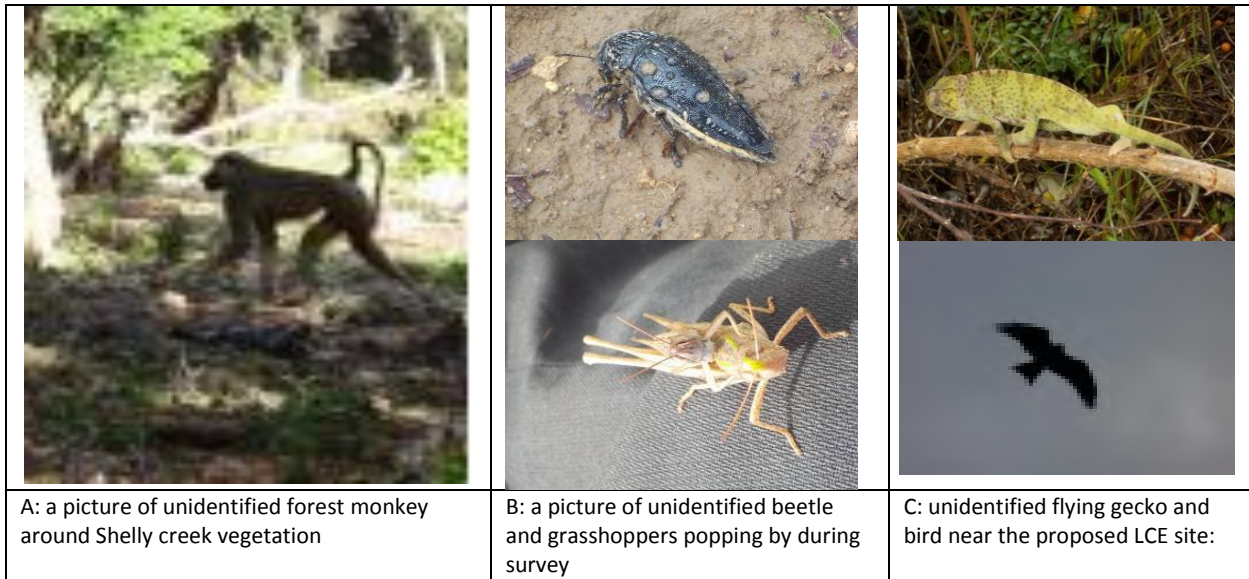 A: a picture of unidentified forest monkey
around Shelly creek vegetation
B: a picture of unidentified beetle
and grasshoppers popping by during
survey
C: unidentified flying gecko and
bird near the proposed LCE site: